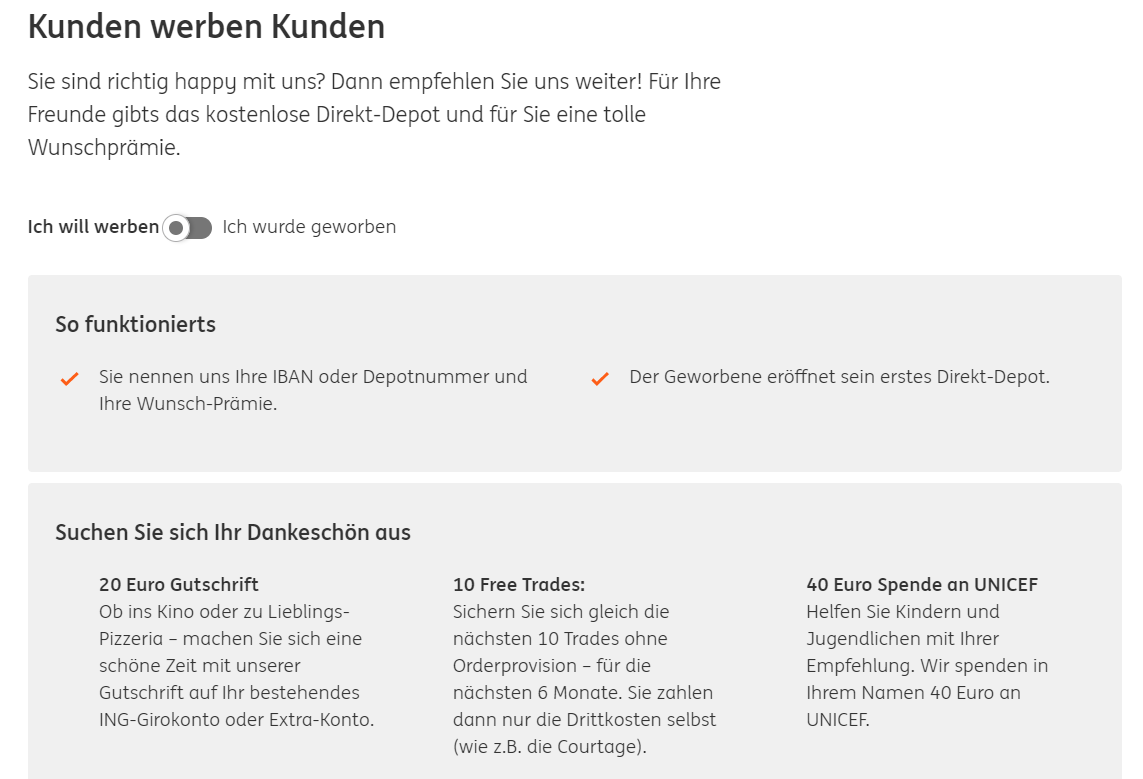 Kunden werben Kunden
Sie sind richtig happy mit uns? Dann empfehlen Sie uns weiter! Für Ihre
Freunde gibts das kostenlose Direkt-Depot und für Sie eine tolle
Wunschprämie.
Ich will werben Ich wurde geworben
So funktionierts
Sie nennen uns Ihre IBAN oder Depotnummer und
Ihre Wunsch-Prämie.
Der Geworbene eröffnet sein erstes Direkt-Depot.
Suchen Sie sich Ihr Dankeschön aus
20 Euro Gutschrift
Ob ins Kino oder zu Lieblings-
Pizzeria – machen Sie sich eine
schöne Zeit mit unserer
Gutschrift auf Ihr bestehendes
ING-Girokonto oder Extra-Konto.
10 Free Trades:
Sichern Sie sich gleich die
nächsten 10 Trades ohne
Orderprovision – für die
nächsten 6 Monate. Sie zahlen
dann nur die Drittkosten selbst
(wie z.B. die Courtage).
40 Euro Spende an UNICEF
Helfen Sie Kindern und
Jugendlichen mit Ihrer
Empfehlung. Wir spenden in
Ihrem Namen 40 Euro an
UNICEF.